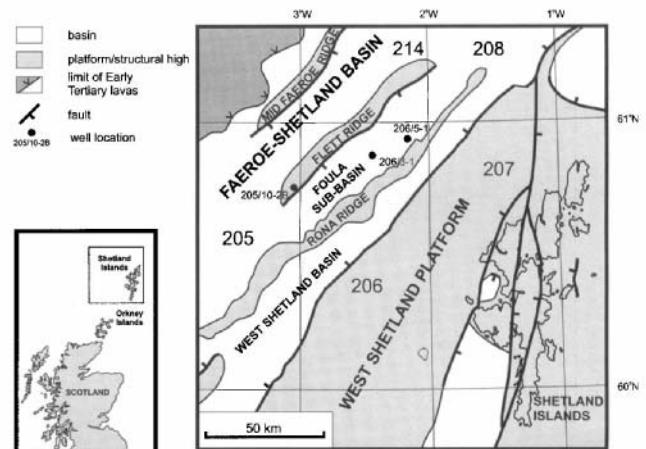 basin
platform/structural high
limit of Early
Tertiary lavas
fault
205/10-2B
well location
Shetland
Islands
Orkney
Islands
SCOTLAND
3°W
2°W
1°W
61°N
60°N
214
208
MID FAEROE RIDGE
FAEROE-SHETLAND BASIN
FLETT RIDGE
206/5-1
207
205/10-2B
FOULA
SUB-BASIN
205
RONA RIDGE
206
WEST SHETLAND BASIN
WEST SHETLAND PLATFORM
SHETLAND
ISLANDS
50 km